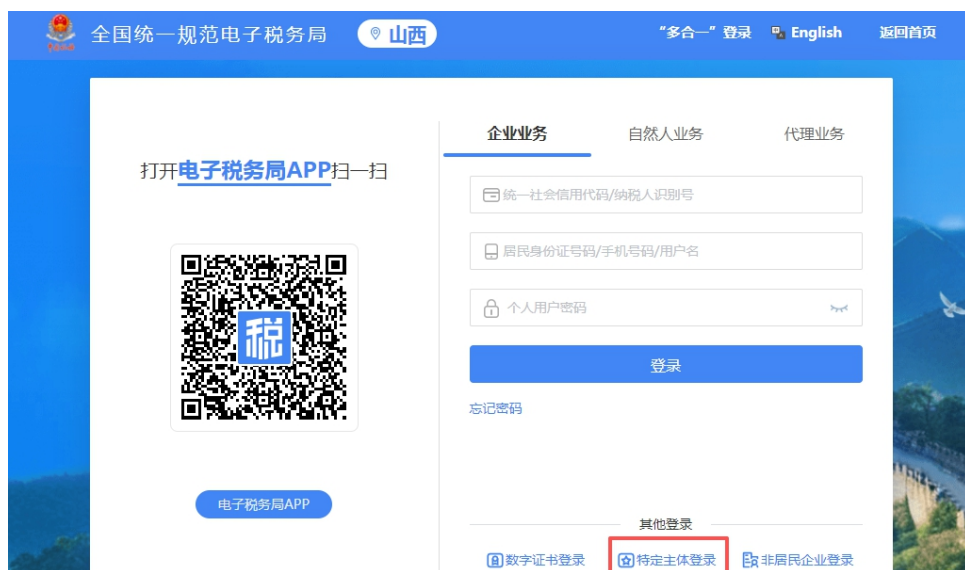 全国统一规范电子税务局 山西 “多合一”登录 English 返回首页
企业业务 自然人业务 代理业务
打开电子税务局APP扫一扫
统一社会信用代码/纳税人识别号
居民身份证号码/手机号码/用户名
个人用户密码
税
登录
忘记密码
电子税务局APP
其他登录
数字证书登录 特定主体登录 非居民企业登录